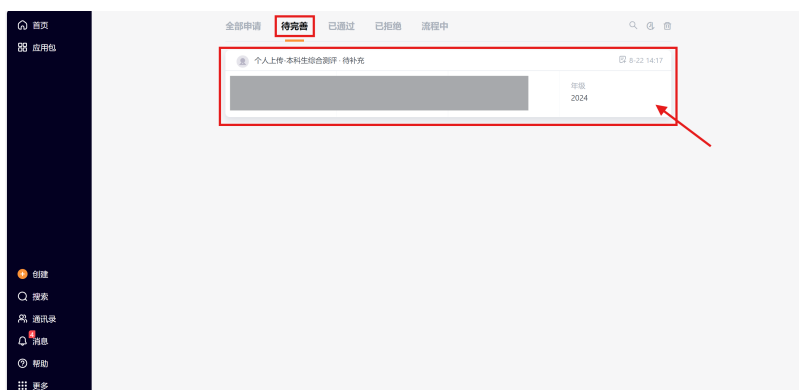 首页
应用包
创建
搜索
通讯录
4
消息
帮助
更多
全部申请 待完善 已通过 已拒绝 流程中
个人上传-本科生综合测评 · 待补充 8-22 14:17
年级
2024